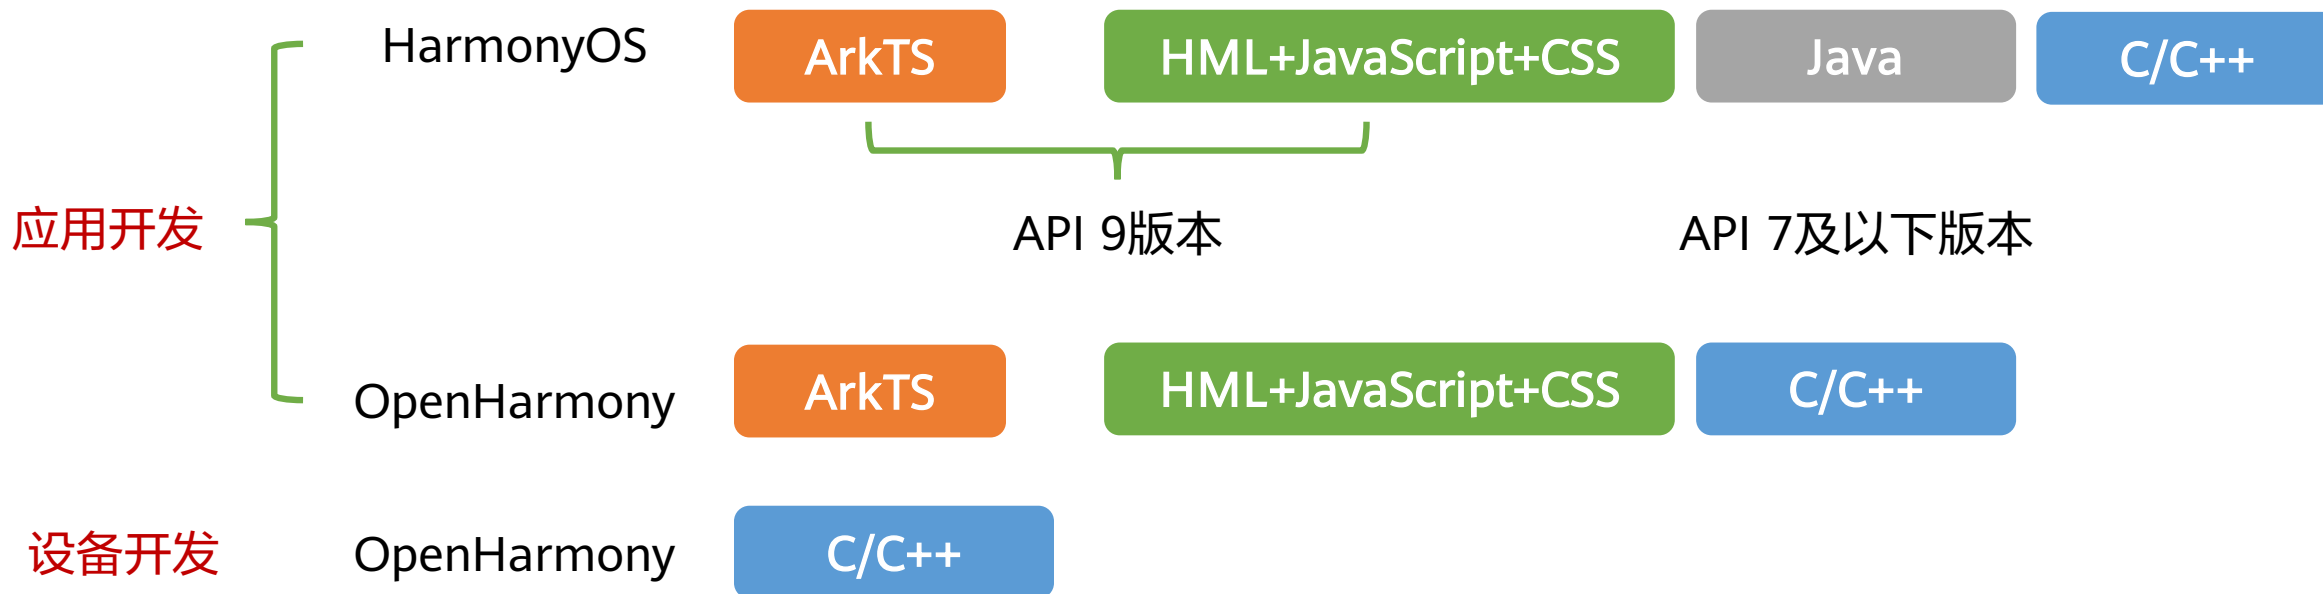 HarmonyOS ArkTS HML+JavaScript+CSS Java C/C++
应用开发 API 9版本 API 7及以下版本
OpenHarmony ArkTS HML+JavaScript+CSS C/C++
设备开发 OpenHarmony C/C++